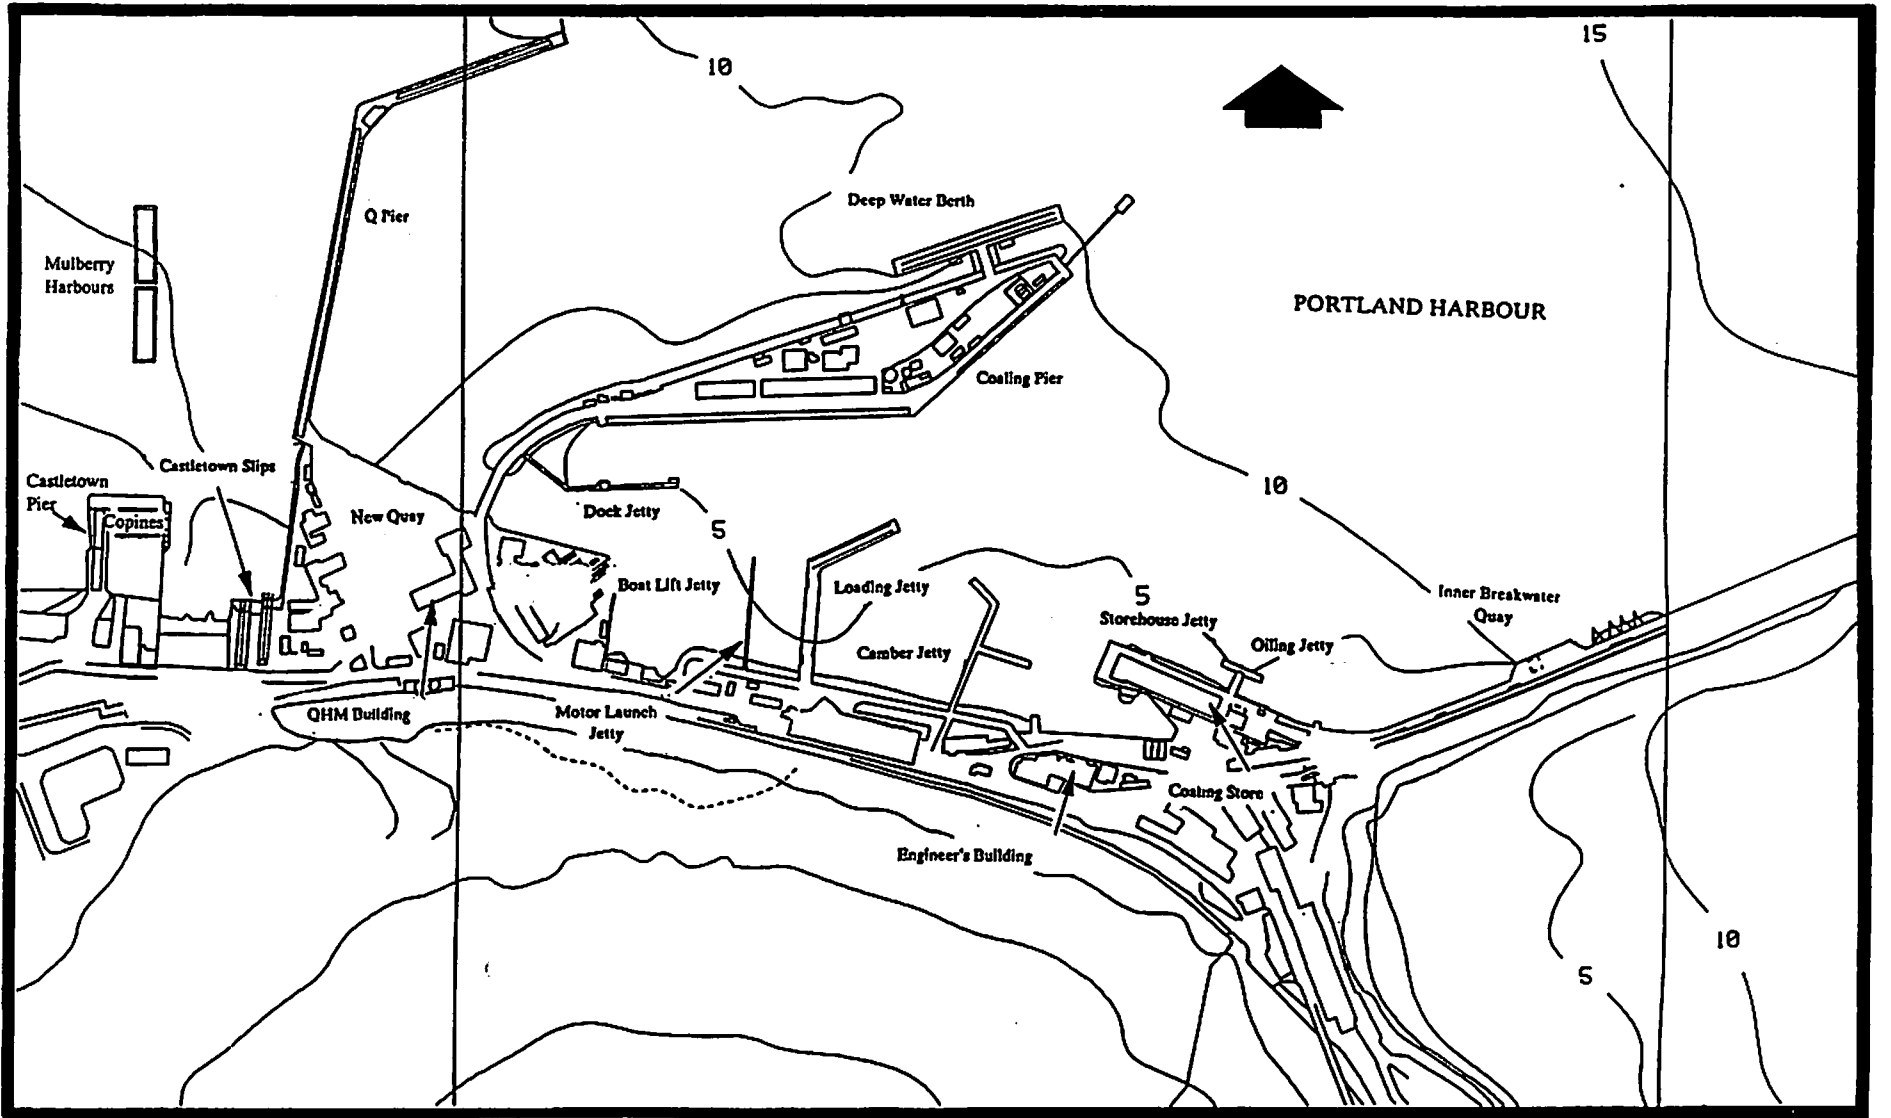 15
10
Deep Water Berth
Q Pier
Mulberry
Harbours
PORTLAND HARBOUR
Coaling Pier
Castletown Slips
Castletown
Pier
Copines
New Quay
Dock Jetty
10
5
Boat Lift Jetty
Loading Jetty
5
Inner Breakwater
Quay
Storehouse Jetty
Oiling Jetty
Camber Jetty
QHM Building
Motor Launch
Jetty
Coaling Store
Engineer's Building
10
5